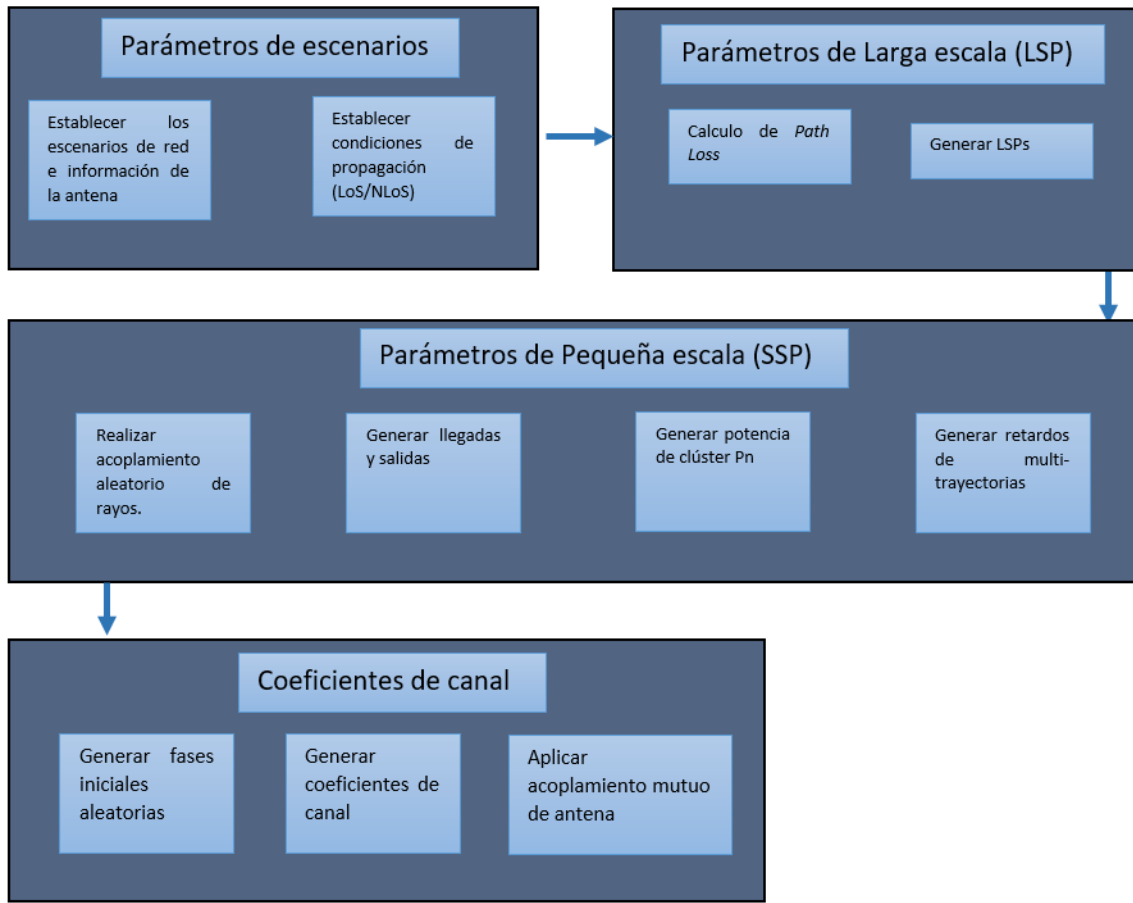 Parámetros de escenarios
Establecer los
escenarios de red
e información de
la antena
Establecer
condiciones de
propagación
(LoS/NLoS)
Parámetros de Larga escala (LSP)
Calculo de Path
Loss
Generar LSPs
Parámetros de Pequeña escala (SSP)
Realizar
acoplamiento
aleatorio de
rayos.
Generar llegadas
y salidas
Generar potencia
de clúster Pn
Generar retardos
de multi-
trayectorias
Coeficientes de canal
Generar fases
iniciales
aleatorias
Generar
coeficientes de
canal
Aplicar
acoplamiento mutuo
de antena